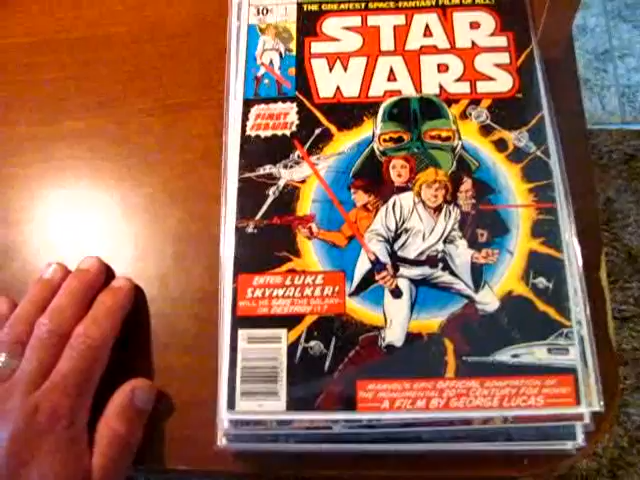 THE GREATEST SPACE-FANTASY FILM OF ALL!
30¢
1
STAR
WARS
FIRST
ISSUE!
ENTER: LUKE
SKYWALKER!
WILL HE SAVE THE GALAXY-
OR DESTROY IT?
MARVEL'S EPIC OFFICIAL ADAPTATION OF
THE MONUMENTAL 20TH CENTURY-FOX MOVIE!
A FILM BY GEORGE LUCAS